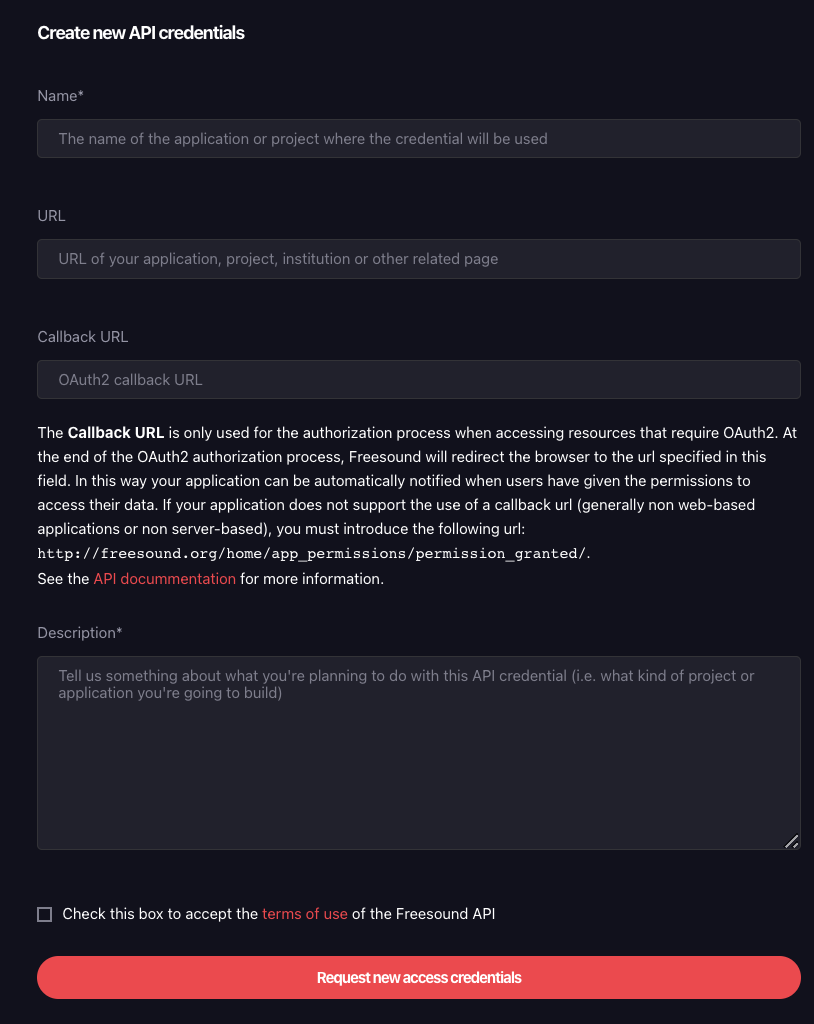 Create new API credentials
Name*
The name of the application or project where the credential will be used
URL
URL of your application, project, institution or other related page
Callback URL
OAuth2 callback URL
The Callback URL is only used for the authorization process when accessing resources that require OAuth2. At
the end of the OAuth2 authorization process, Freesound will redirect the browser to the url specified in this
field. In this way your application can be automatically notified when users have given the permissions to
access their data. If your application does not support the use of a callback url (generally non web-based
applications or non server-based), you must introduce the following url:
http://freesound.org/home/app_permissions/permission_granted/.
See the API docummentation for more information.
Description*
Tell us something about what you're planning to do with this API credential (i.e. what kind of project or
application you're going to build)
Check this box to accept the terms of use of the Freesound API
Request new access credentials